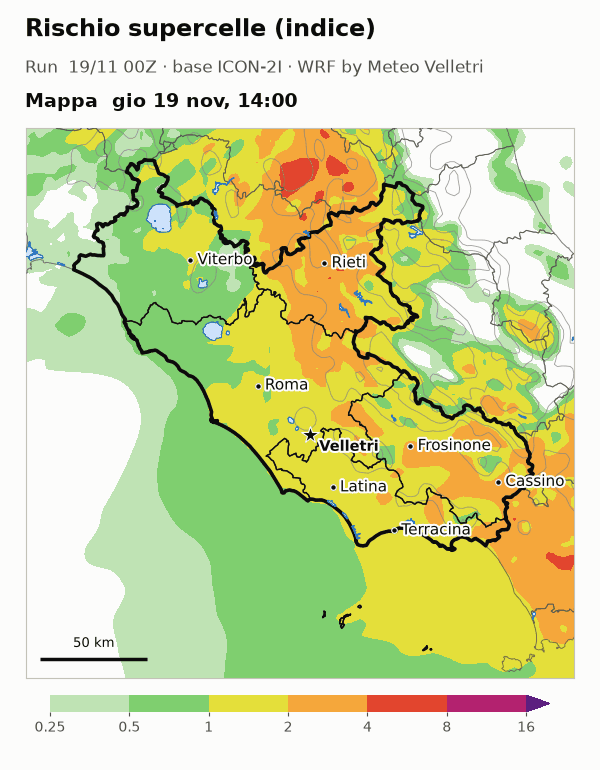 Rischio supercelle (indice)
Run  19/11 00Z · base ICON-2I · WRF by Meteo Velletri
Mappa  gio 19 nov, 14:00
Viterbo
Rieti
Roma
Velletri
Frosinone
Cassino
Latina
Terracina
50 km
0.25 0.5 1 2 4 8 16